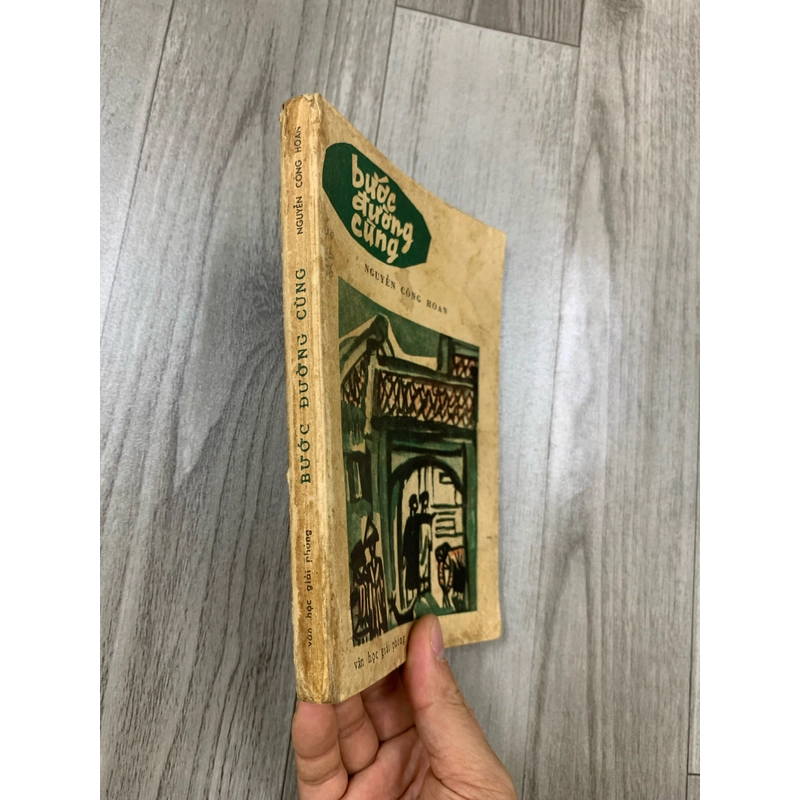 bước
đường
cùng
NGUYỄN CÔNG HOAN
văn học giải phóng
NGUYỄN CÔNG HOAN
BƯỚC ĐƯỜNG CÙNG
văn học giải phóng